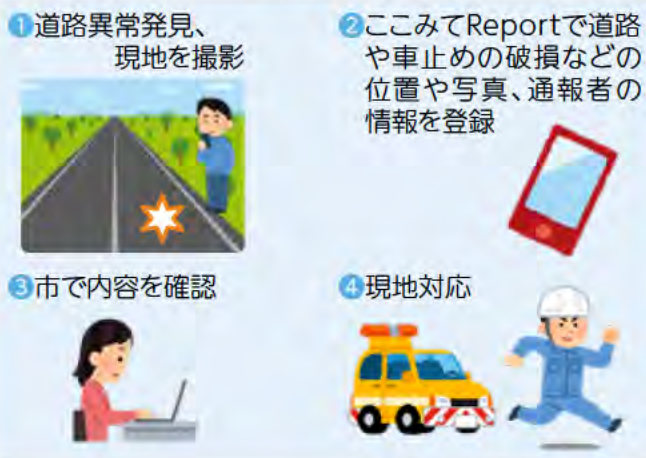 ❶道路異常発見、
現地を撮影
❷ここみてReportで道路
や車止めの破損などの
位置や写真、通報者の
情報を登録
❸市で内容を確認
❹現地対応